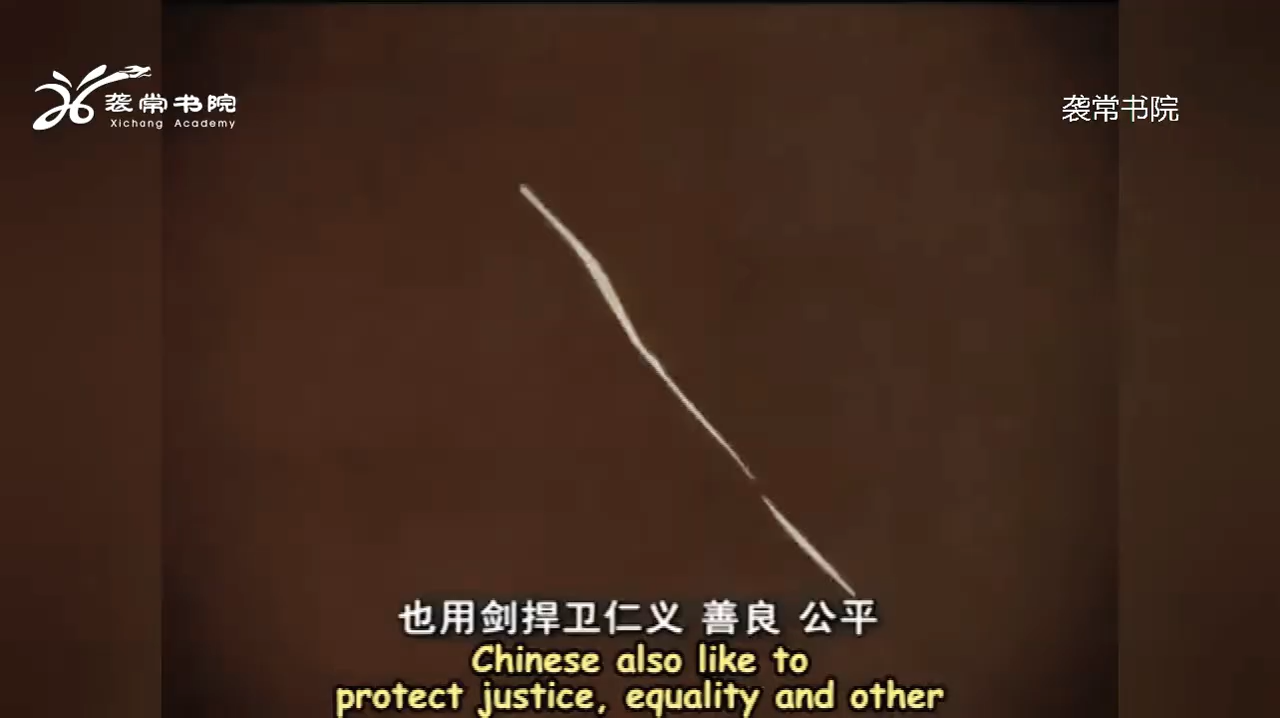 袭常书院
Xichang Academy
袭常书院
也用剑捍卫仁义 善良 公平
Chinese also like to
protect justice, equality and other